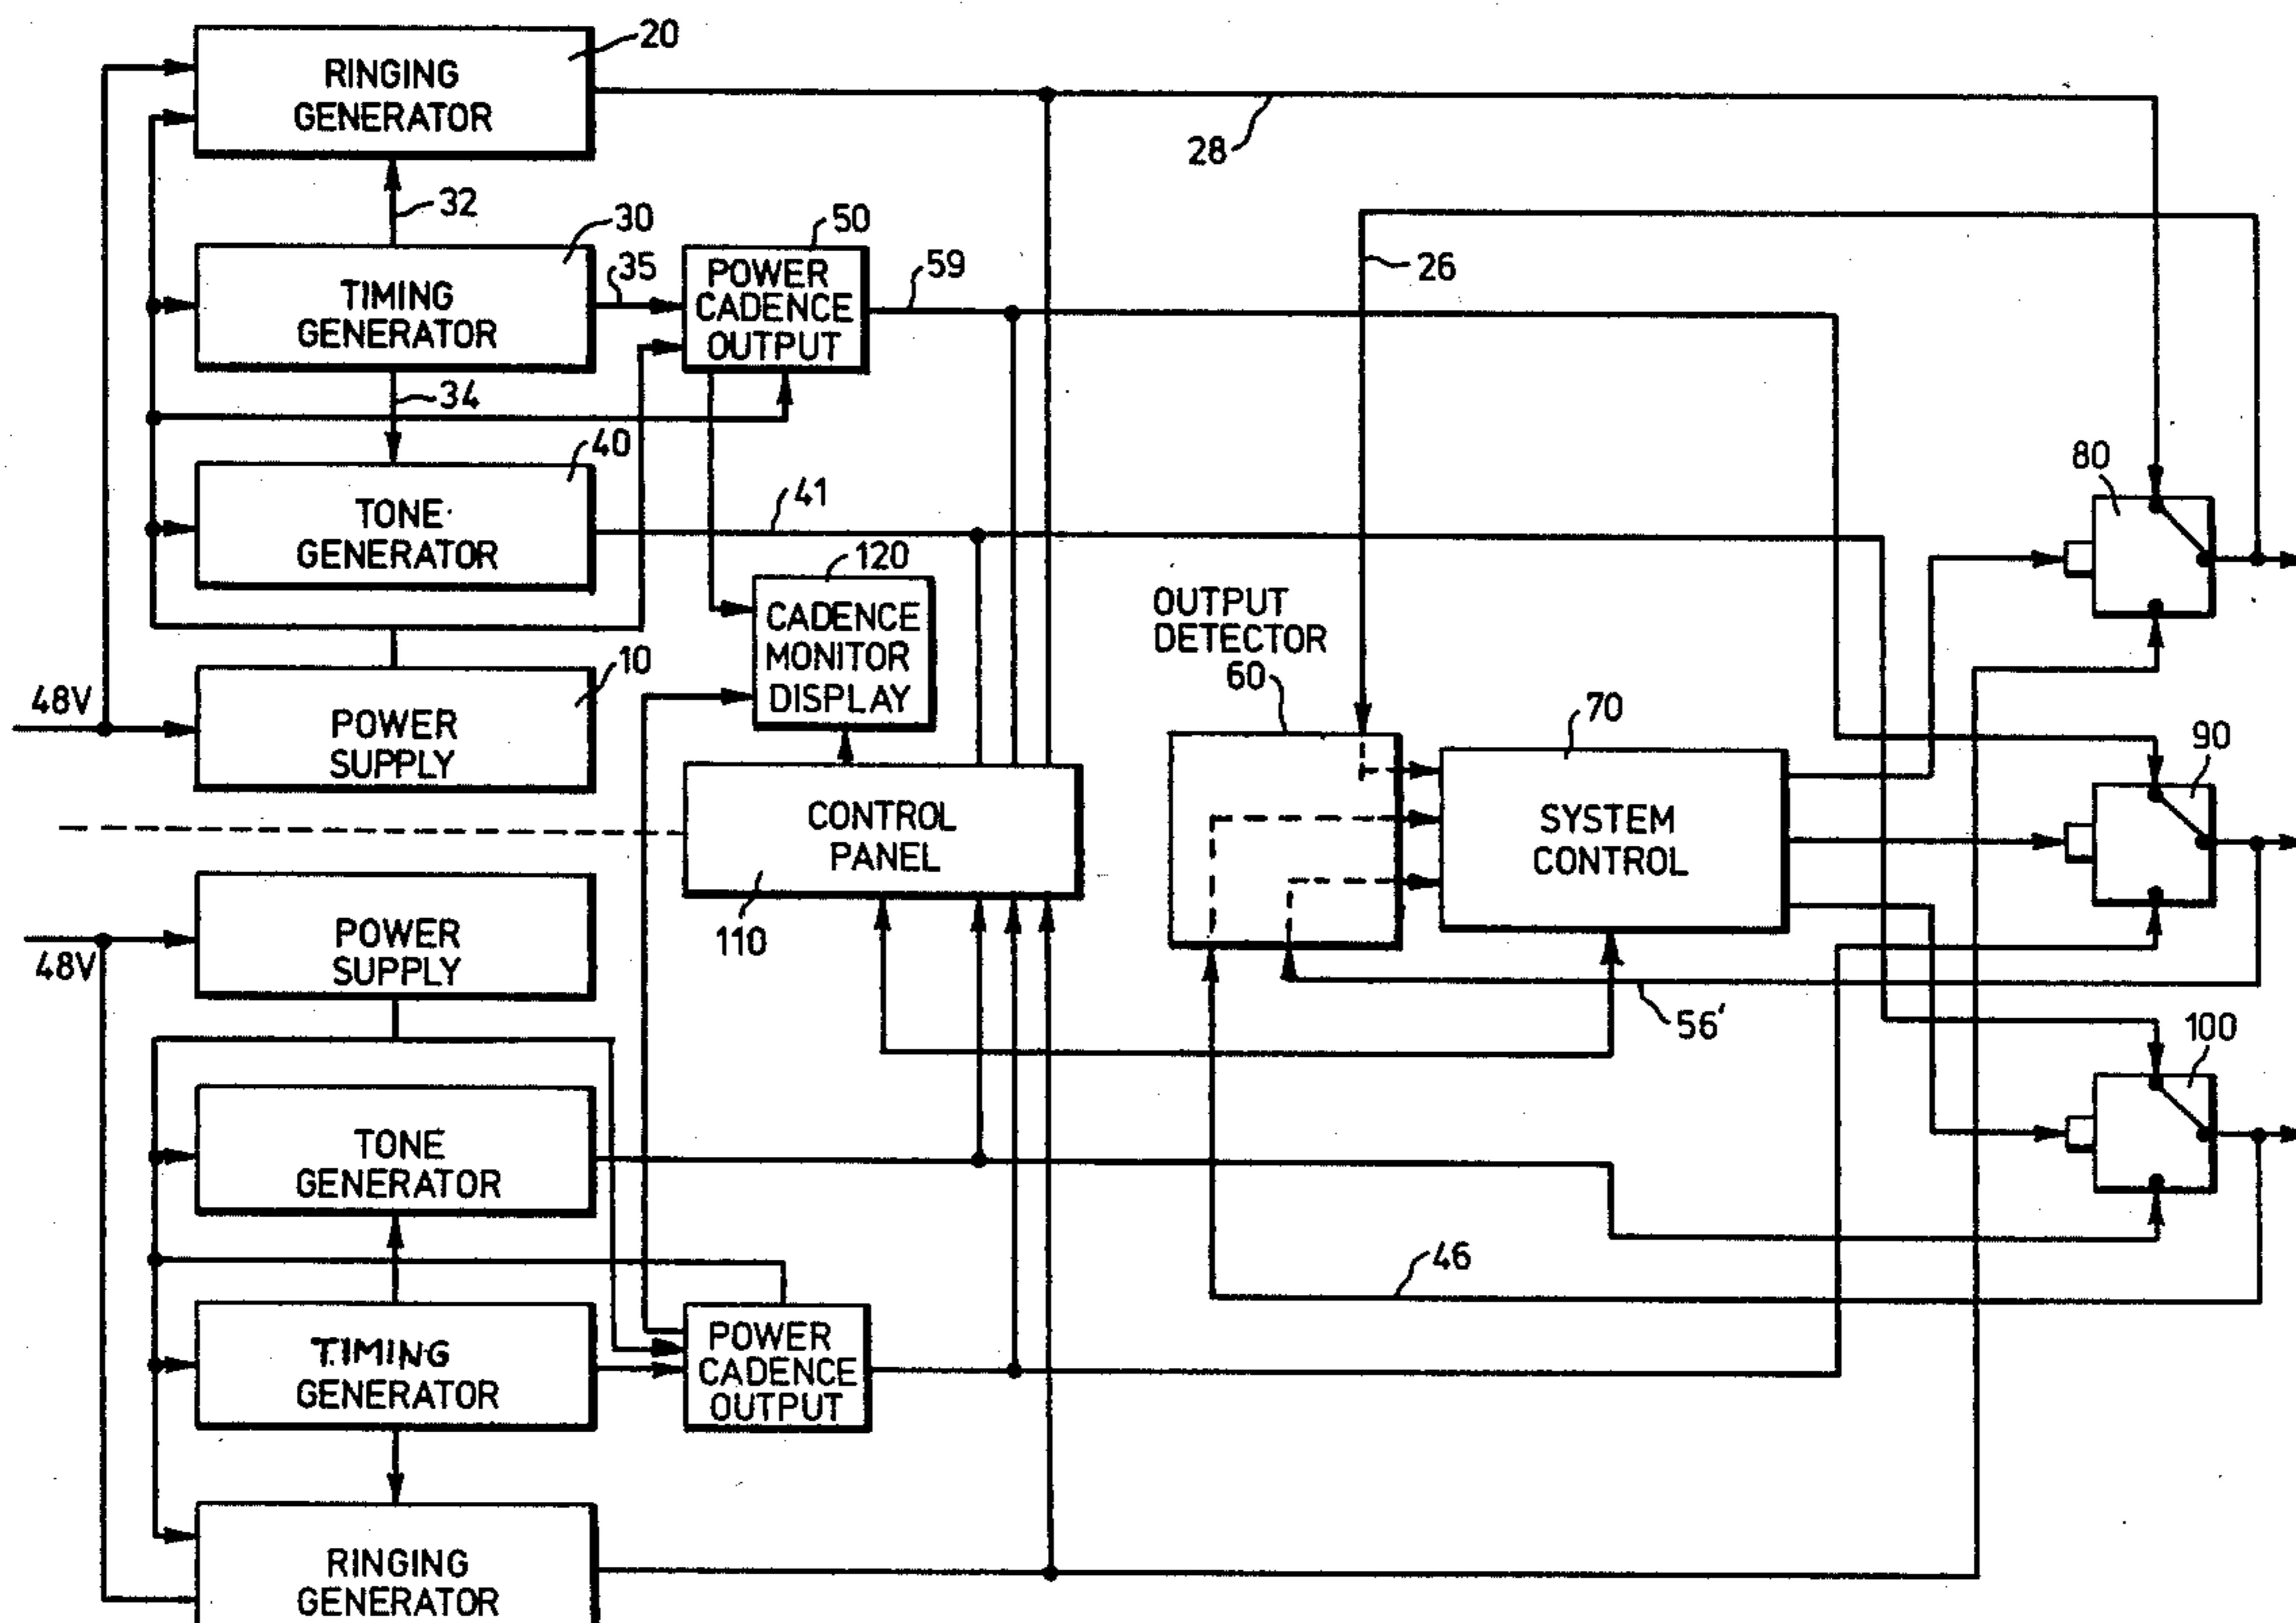 20
RINGING
GENERATOR
28
32
30
50
35
59
26
TIMING
GENERATOR
POWER
CADENCE
OUTPUT
34
40
41
80
TONE
GENERATOR
120
CADENCE
MONITOR
DISPLAY
OUTPUT
DETECTOR
60
10
48V
POWER
SUPPLY
70
90
CONTROL
PANEL
SYSTEM
CONTROL
110
48V
POWER
SUPPLY
56'
100
TONE
GENERATOR
46
TIMING
GENERATOR
POWER
CADENCE
OUTPUT
RINGING
GENERATOR